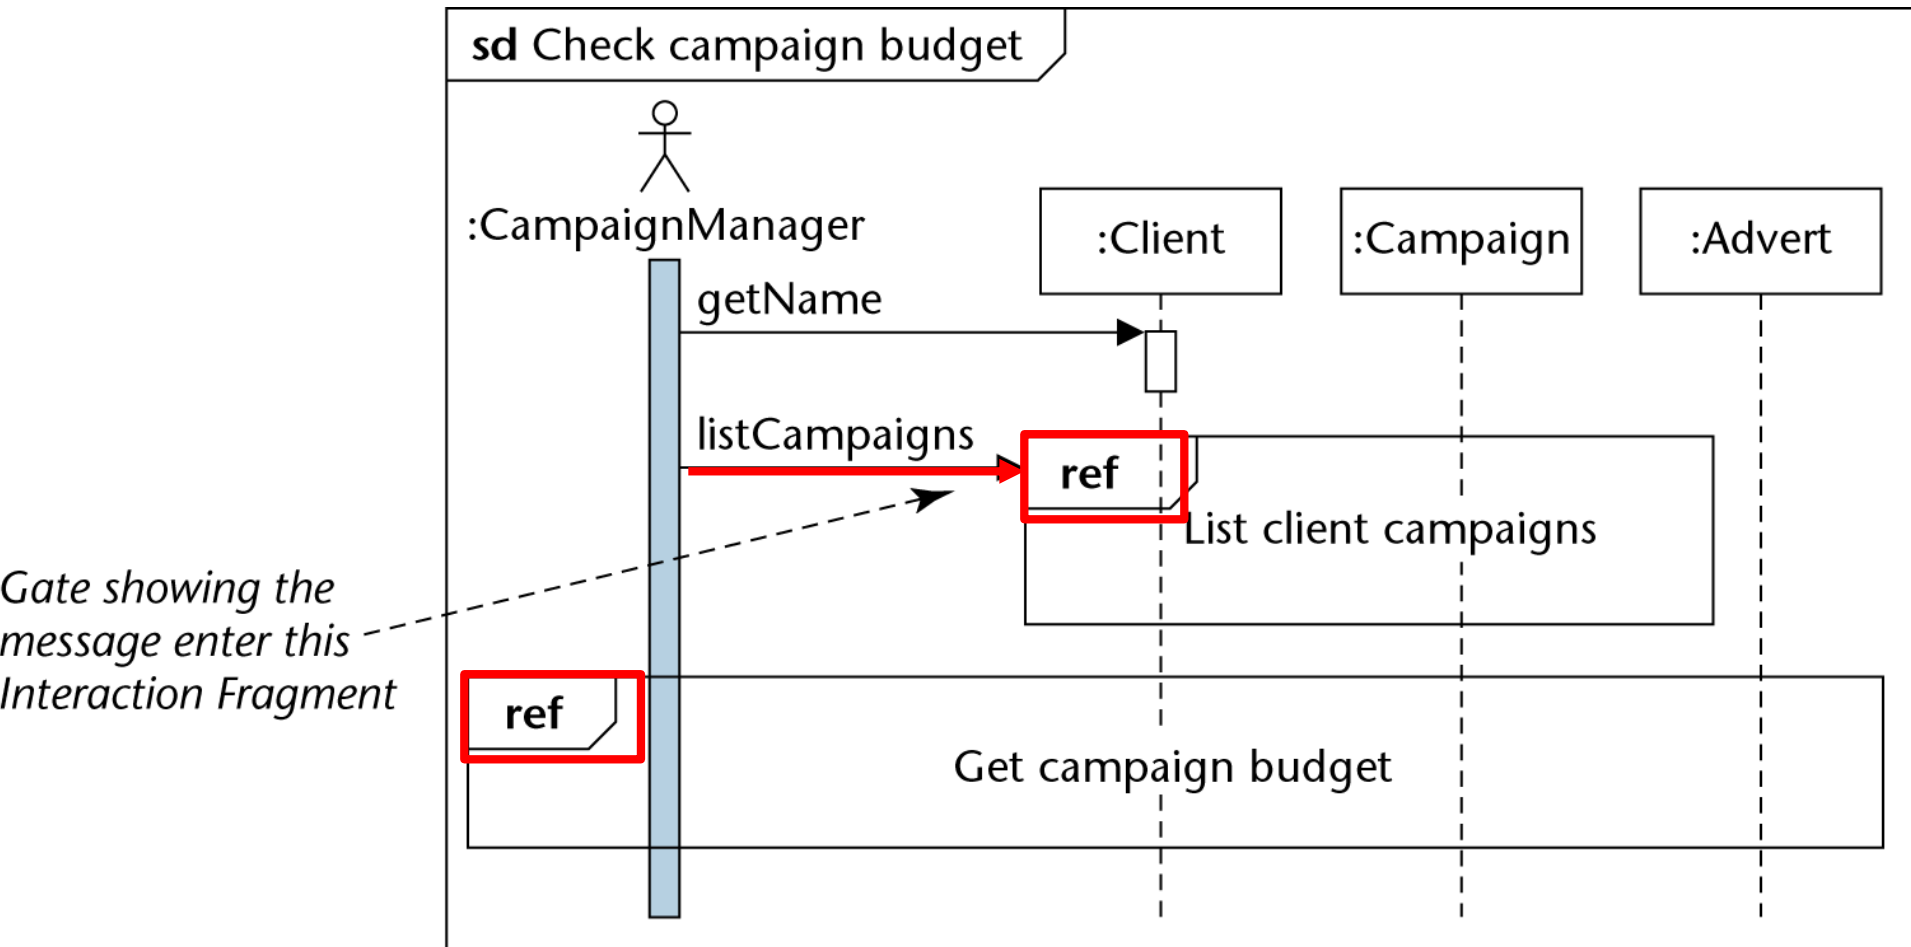 sd Check campaign budget
:CampaignManager
:Client
:Campaign
:Advert
getName
listCampaigns
ref
List client campaigns
Gate showing the
message enter this
Interaction Fragment
ref
Get campaign budget